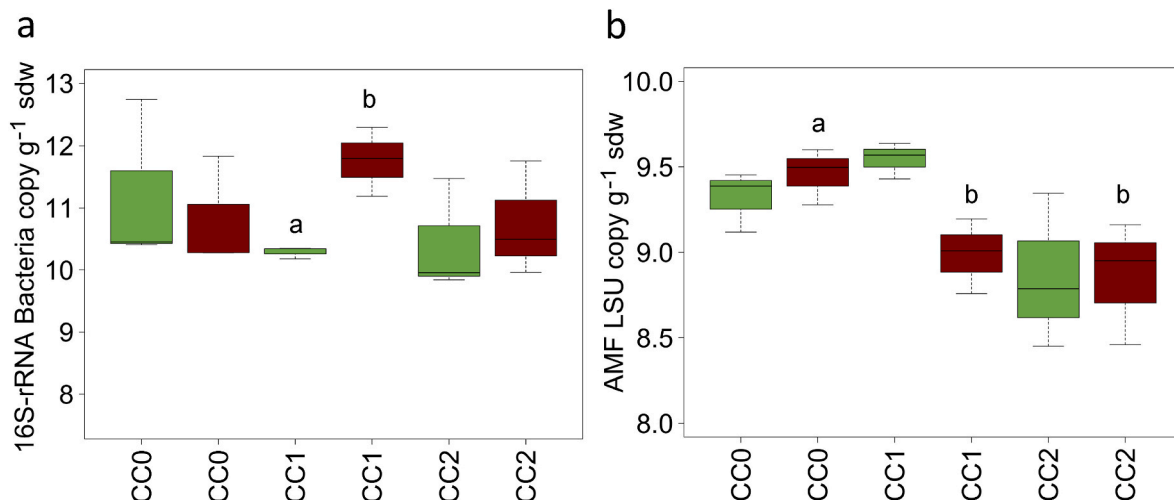 a
16S-rRNA Bacteria copy g⁻¹ sdw
13
12
11
10
9
8
a
b
CC0
CC0
CC1
CC1
CC2
CC2
b
AMF LSU copy g⁻¹ sdw
10.0
9.5
9.0
8.5
8.0
a
b
b
CC0
CC0
CC1
CC1
CC2
CC2